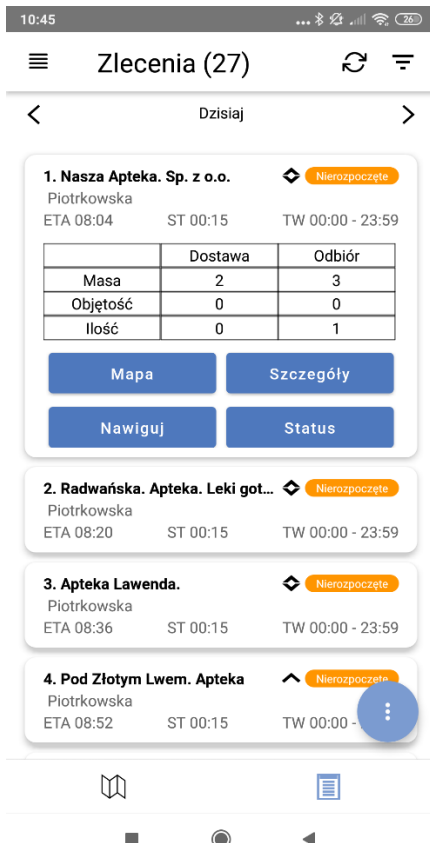 10:45
26
Zlecenia (27)
Dzisiaj
1. Nasza Apteka. Sp. z o.o. Nierozpoczęte
Piotrkowska
ETA 08:04 ST 00:15 TW 00:00 - 23:59
Dostawa Odbiór
Masa 2 3
Objętość 0 0
Ilość 0 1
Mapa Szczegóły
Nawiguj Status
2. Radwańska. Apteka. Leki got... Nierozpoczęte
Piotrkowska
ETA 08:20 ST 00:15 TW 00:00 - 23:59
3. Apteka Lawenda. Nierozpoczęte
Piotrkowska
ETA 08:36 ST 00:15 TW 00:00 - 23:59
4. Pod Złotym Lwem. Apteka Nierozpoczęte
Piotrkowska
ETA 08:52 ST 00:15 TW 00:00 -